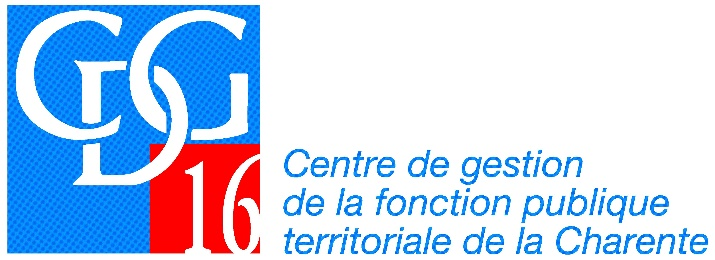 CDG
16
Centre de gestion
de la fonction publique
territoriale de la Charente